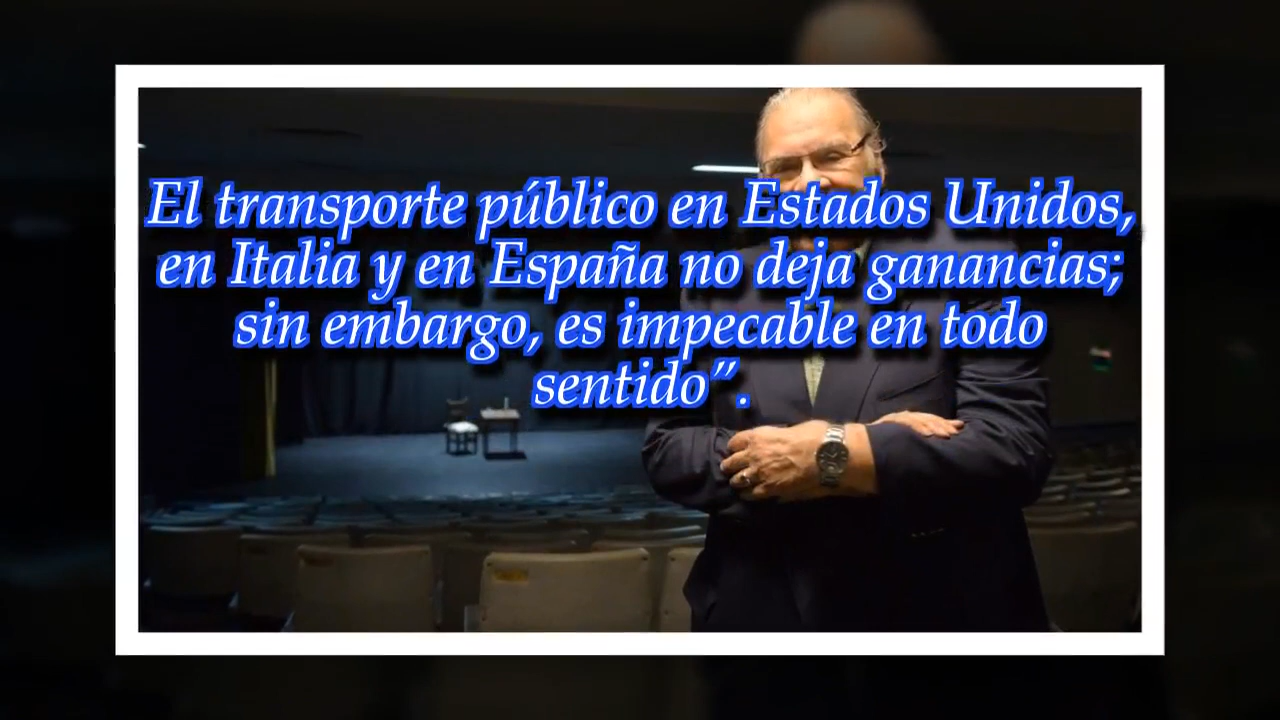 El transporte público en Estados Unidos,
en Italia y en España no deja ganancias;
sin embargo, es impecable en todo
sentido”.